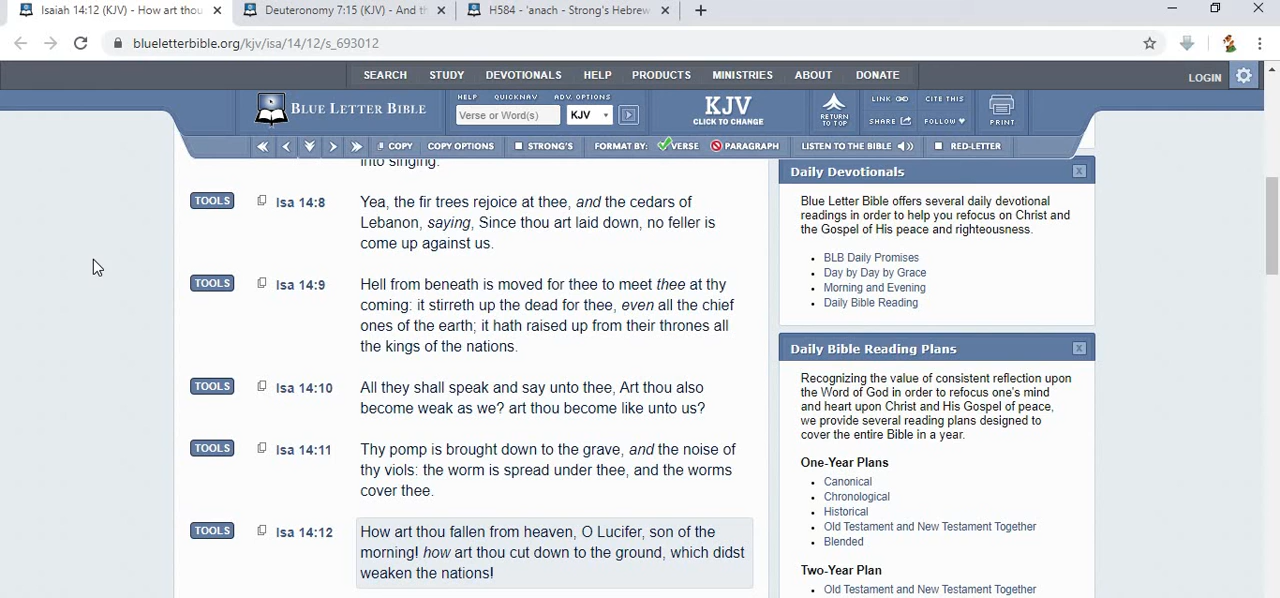 Isaiah 14:12 (KJV) - How art thou
Deuteronomy 7:15 (KJV) - And th
H584 - 'anach - Strong's Hebrew
blueletterbible.org/kjv/isa/14/12/s_693012
SEARCH STUDY DEVOTIONALS HELP PRODUCTS MINISTRIES ABOUT DONATE
LOGIN
BLUE LETTER BIBLE
HELP QUICKNAV ADV. OPTIONS
Verse or Word(s)
KJV
KJV
CLICK TO CHANGE
RETURN
TO TOP
LINK
CITE THIS
SHARE
FOLLOW
PRINT
COPY COPY OPTIONS STRONG'S FORMAT BY: VERSE PARAGRAPH LISTEN TO THE BIBLE RED-LETTER
into singing.
TOOLS Isa 14:8 Yea, the fir trees rejoice at thee, and the cedars of
Lebanon, saying, Since thou art laid down, no feller is
come up against us.
TOOLS Isa 14:9 Hell from beneath is moved for thee to meet thee at thy
coming: it stirreth up the dead for thee, even all the chief
ones of the earth; it hath raised up from their thrones all
the kings of the nations.
TOOLS Isa 14:10 All they shall speak and say unto thee, Art thou also
become weak as we? art thou become like unto us?
TOOLS Isa 14:11 Thy pomp is brought down to the grave, and the noise of
thy viols: the worm is spread under thee, and the worms
cover thee.
TOOLS Isa 14:12 How art thou fallen from heaven, O Lucifer, son of the
morning! how art thou cut down to the ground, which didst
weaken the nations!
Daily Devotionals
Blue Letter Bible offers several daily devotional
readings in order to help you refocus on Christ and
the Gospel of His peace and righteousness.
BLB Daily Promises
Day by Day by Grace
Morning and Evening
Daily Bible Reading
Daily Bible Reading Plans
Recognizing the value of consistent reflection upon
the Word of God in order to refocus one's mind
and heart upon Christ and His Gospel of peace,
we provide several reading plans designed to
cover the entire Bible in a year.
One-Year Plans
Canonical
Chronological
Historical
Old Testament and New Testament Together
Blended
Two-Year Plan
Old Testament and New Testament Together